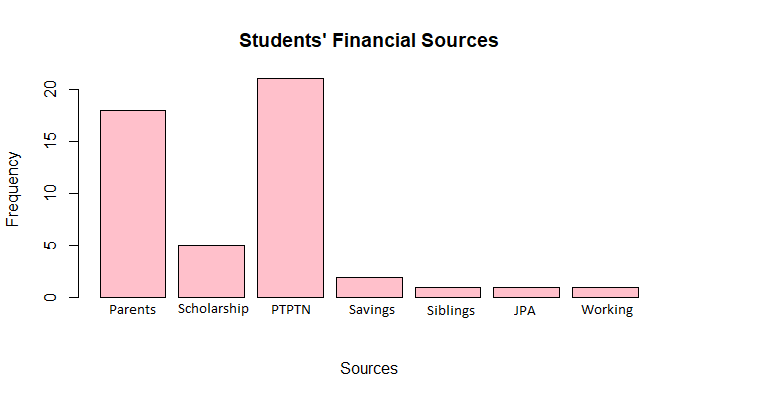 Students' Financial Sources
Frequency
20
15
10
5
0
Parents Scholarship PTPTN Savings Siblings JPA Working
Sources